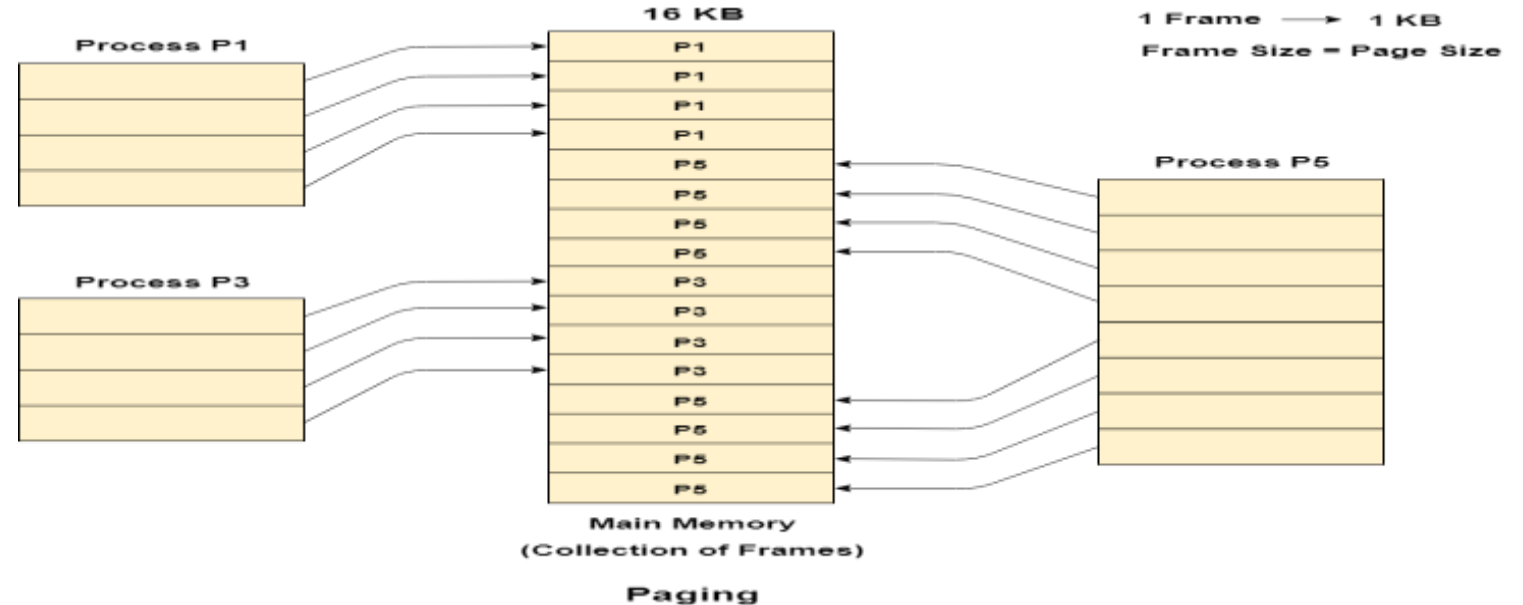 16 KB
1 Frame → 1 KB
Frame Size = Page Size
Process P1
P1
P1
P1
P1
P5
P5
P5
P5
P3
P3
P3
P3
P5
P5
P5
P5
Process P5
Process P3
Main Memory
(Collection of Frames)
Paging